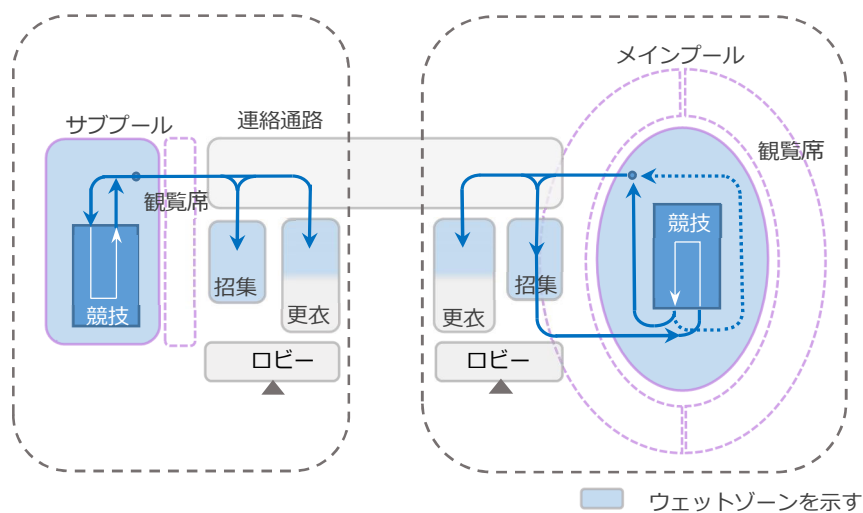 メインプール
サブプール
連絡通路
観覧席
観覧席
競技
招集
招集
競技
更衣
更衣
ロビー
ロビー
ウェットゾーンを示す